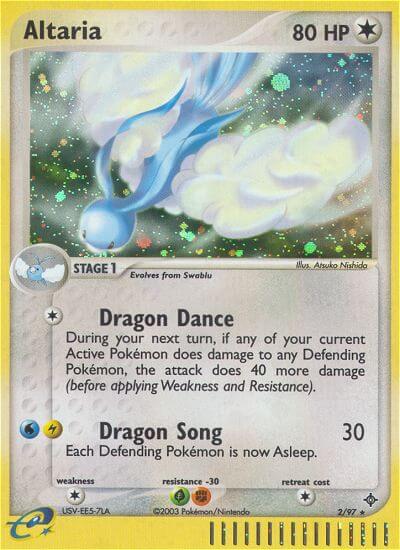 Altaria
80 HP
STAGE 1
Evolves from Swablu
Illus. Atsuko Nishida
Dragon Dance
During your next turn, if any of your current
Active Pokémon does damage to any Defending
Pokémon, the attack does 40 more damage
(before applying Weakness and Resistance).
Dragon Song 30
Each Defending Pokémon is now Asleep.
weakness resistance -30 retreat cost
USV-EE5-7LA ©2003 Pokémon/Nintendo 2/97 ★
e